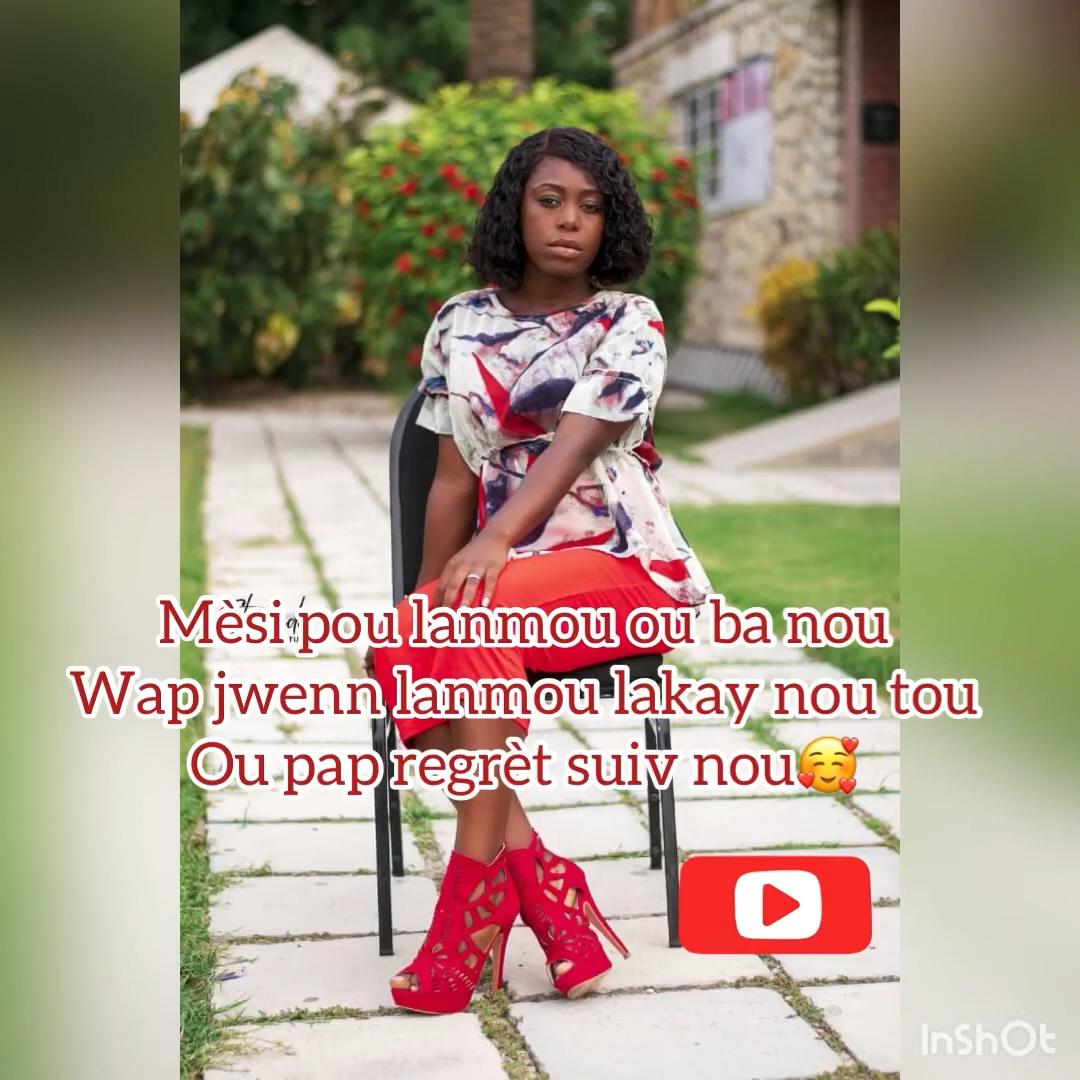 Mèsi pou lanmou ou ba nou
Wap jwenn lanmou lakay nou tou
Ou pap regrèt suiv nou🥰
InShOt